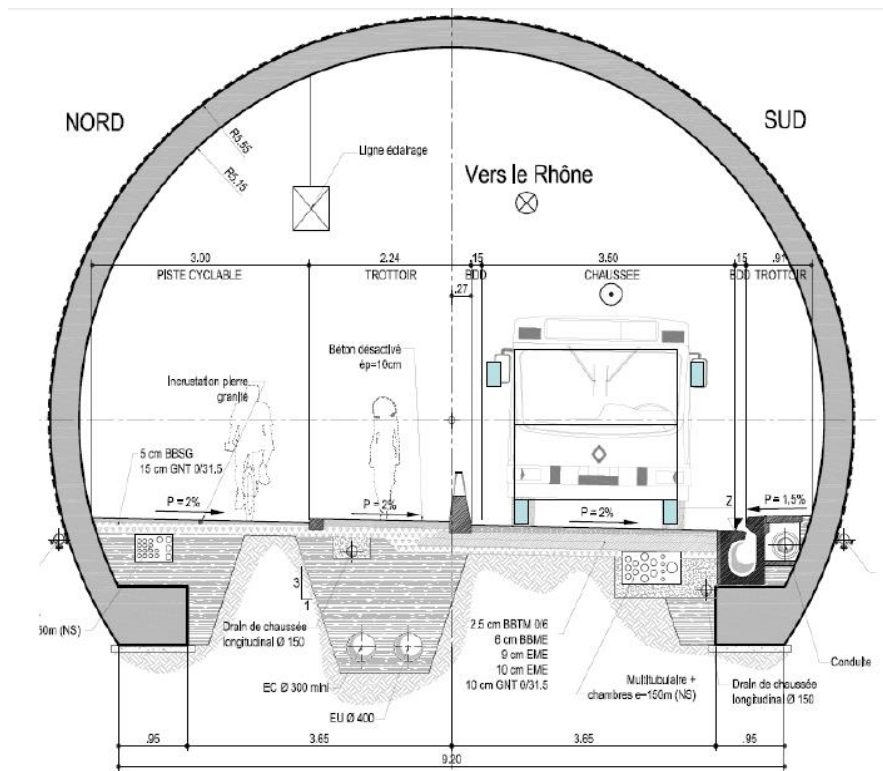 NORD
SUD
R5.55
R5.15
Ligne éclairage
Vers le Rhône
3.00
2.24
.15
3.50
.15
.91
PISTE CYCLABLE
TROTTOIR
BDD
CHAUSSEE
BDD TROTTOIR
.27
Béton désactivé
ép=10cm
Incrustation pierre
granité
5 cm BBSG
15 cm GNT 0/31.5
P=2%
P=2%
P=2%
Z
P=1,5%
3
1
50m (NS)
Drain de chaussée
longitudinal Ø 150
2.5 cm BBTM 0/6
6 cm BBME
9 cm EME
10 cm EME
10 cm GNT 0/31.5
EC Ø 300 mini
EU Ø 400
Multitubulaire +
chambres e=150m (NS)
Conduite
Drain de chaussée
longitudinal Ø 150
.95
3.65
3.65
.95
9.20